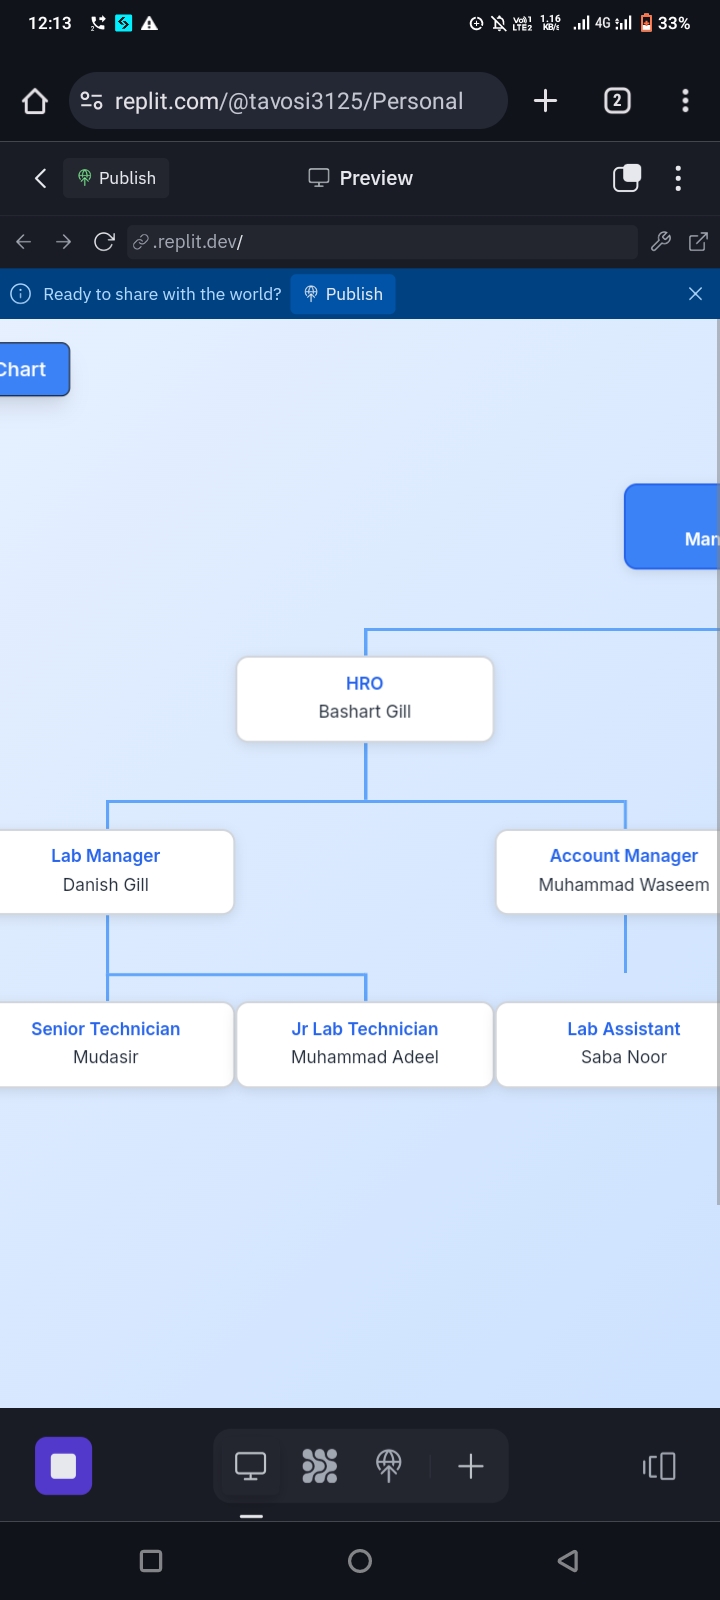 12:13
Vo)) 1
LTE2
1.16
KB/s
4G
33%
replit.com/@tavosi3125/Personal
2
Publish
Preview
.replit.dev/
Ready to share with the world?
Publish
Chart
Man
HRO
Bashart Gill
Lab Manager
Danish Gill
Account Manager
Muhammad Waseem
Senior Technician
Mudasir
Jr Lab Technician
Muhammad Adeel
Lab Assistant
Saba Noor